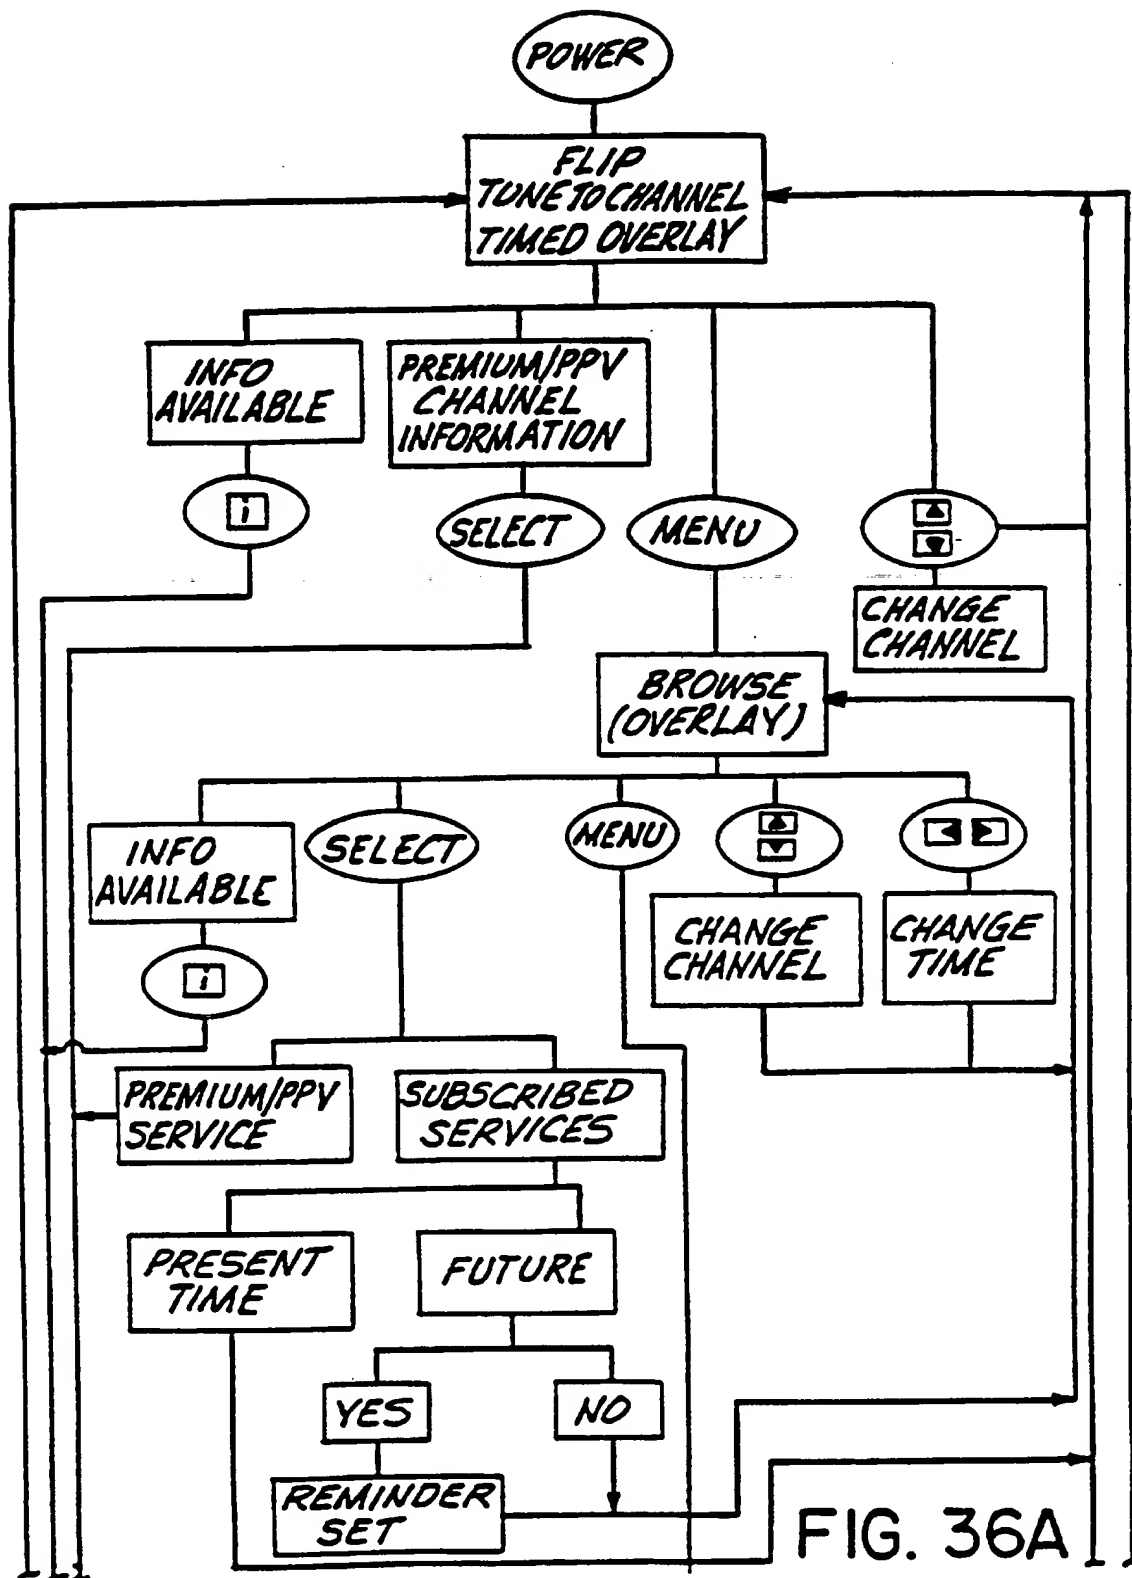 POWER
FLIP
TUNE TO CHANNEL
TIMED OVERLAY
INFO
AVAILABLE
PREMIUM/PPV
CHANNEL
INFORMATION
i
SELECT
MENU
CHANGE
CHANNEL
BROWSE
(OVERLAY)
INFO
AVAILABLE
SELECT
MENU
CHANGE
CHANNEL
CHANGE
TIME
i
PREMIUM/PPV
SERVICE
SUBSCRIBED
SERVICES
PRESENT
TIME
FUTURE
YES
NO
REMINDER
SET
FIG. 36A